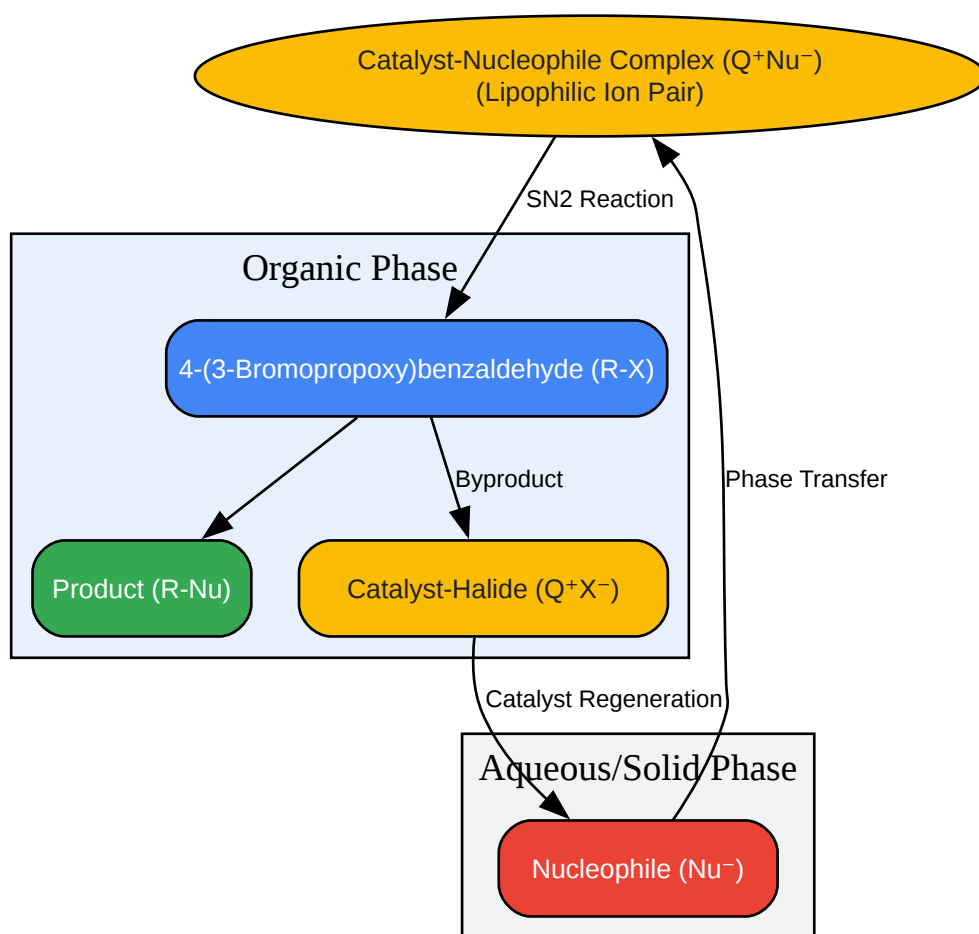 Catalyst-Nucleophile Complex (Q⁺Nu⁻)
(Lipophilic Ion Pair)
SN2 Reaction
Organic Phase
4-(3-Bromopropoxy)benzaldehyde (R-X)
Byproduct
Phase Transfer
Product (R-Nu)
Catalyst-Halide (Q⁺X⁻)
Catalyst Regeneration
Aqueous/Solid Phase
Nucleophile (Nu⁻)